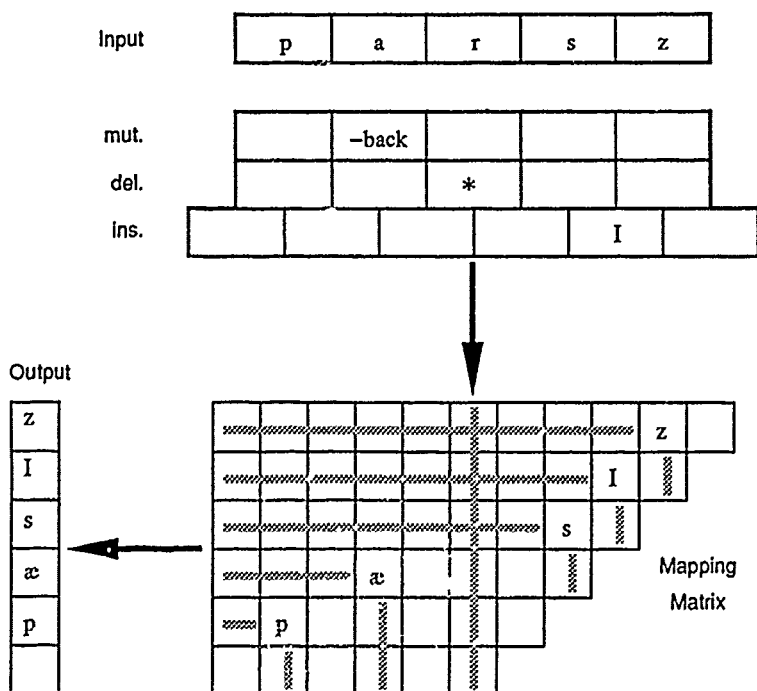 Input p a r s z
mut. –back
del. *
ins. I
Output
z z
I I
s s
æ æ
Mapping
Matrix
p p